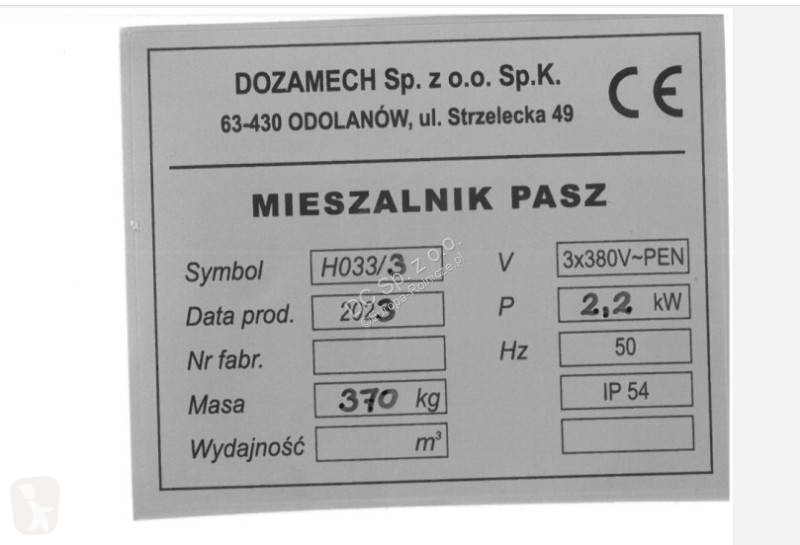 DOZAMECH Sp. z o.o. Sp.K.
63-430 ODOLANÓW, ul. Strzelecka 49
CE
MIESZALNIK PASZ
Symbol H033/3 V 3x380V~PEN
Data prod. 2023 P 2,2 kW
Nr fabr. Hz 50
Masa 370 kg IP 54
Wydajność m³